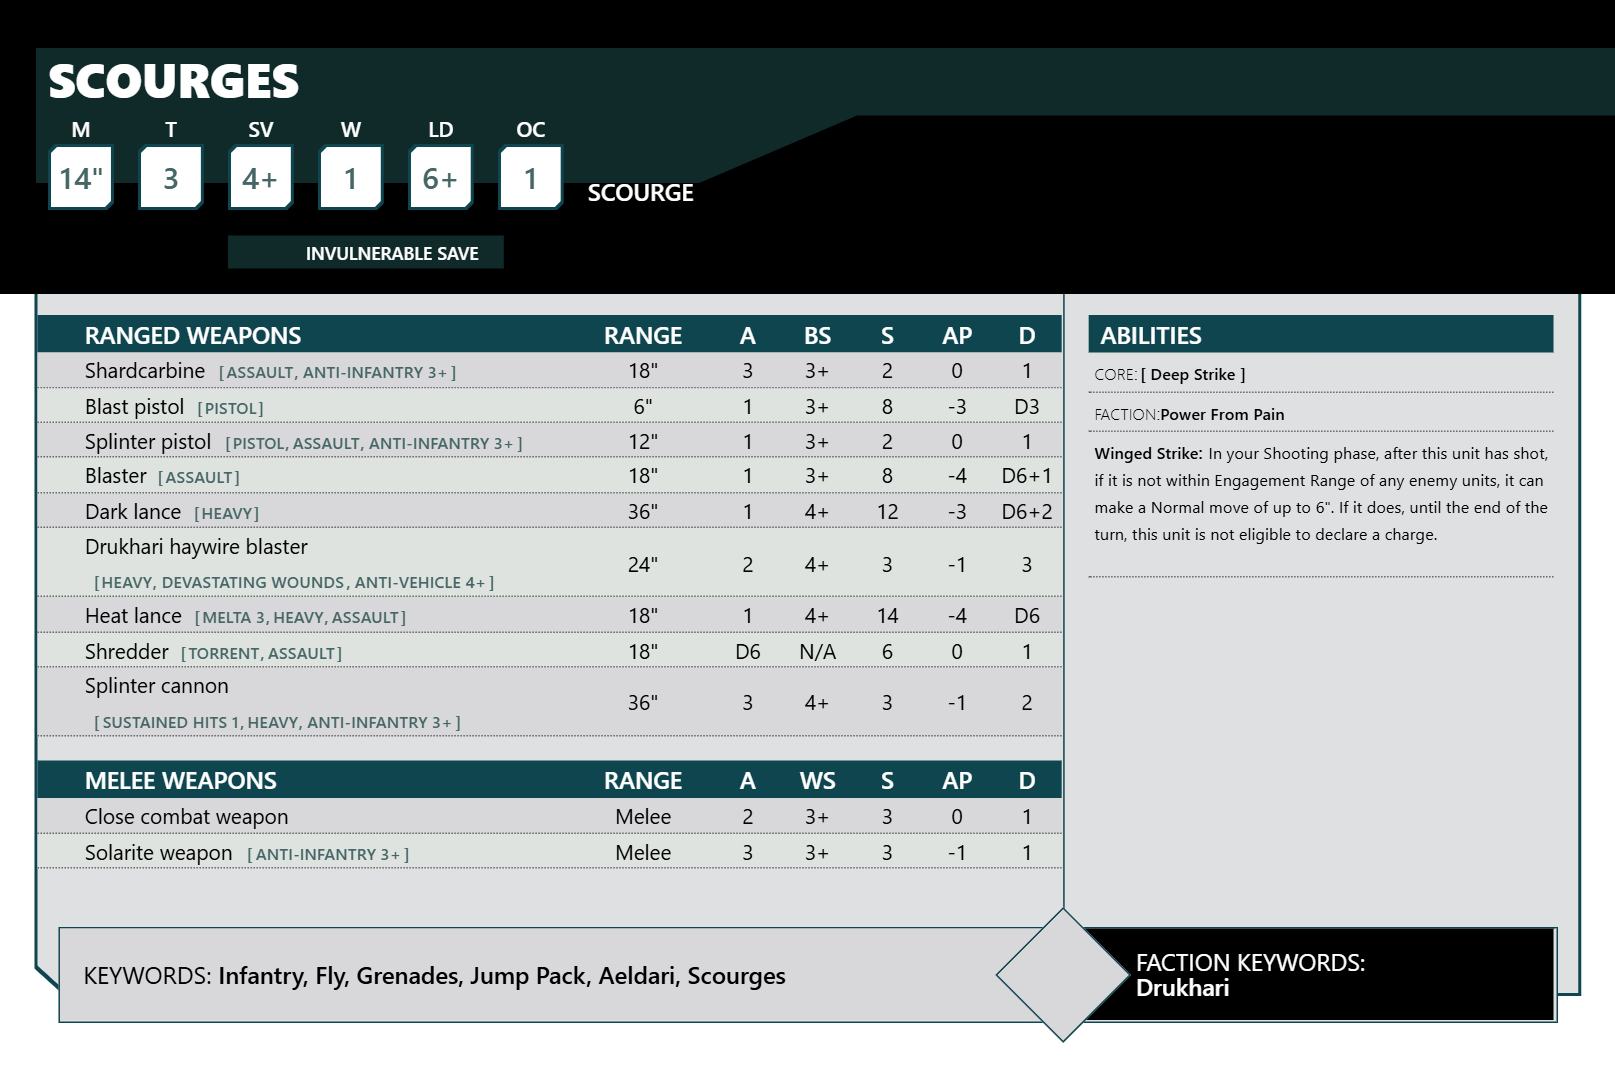 SCOURGES
M T SV W LD OC
14" 3 4+ 1 6+ 1 SCOURGE
INVULNERABLE SAVE
RANGED WEAPONS RANGE A BS S AP D
Shardcarbine [ASSAULT, ANTI-INFANTRY 3+] 18" 3 3+ 2 0 1
Blast pistol [PISTOL] 6" 1 3+ 8 -3 D3
Splinter pistol [PISTOL, ASSAULT, ANTI-INFANTRY 3+] 12" 1 3+ 2 0 1
Blaster [ASSAULT] 18" 1 3+ 8 -4 D6+1
Dark lance [HEAVY] 36" 1 4+ 12 -3 D6+2
Drukhari haywire blaster
[HEAVY, DEVASTATING WOUNDS, ANTI-VEHICLE 4+] 24" 2 4+ 3 -1 3
Heat lance [MELTA 3, HEAVY, ASSAULT] 18" 1 4+ 14 -4 D6
Shredder [TORRENT, ASSAULT] 18" D6 N/A 6 0 1
Splinter cannon
[SUSTAINED HITS 1, HEAVY, ANTI-INFANTRY 3+] 36" 3 4+ 3 -1 2
MELEE WEAPONS RANGE A WS S AP D
Close combat weapon Melee 2 3+ 3 0 1
Solarite weapon [ANTI-INFANTRY 3+] Melee 3 3+ 3 -1 1
ABILITIES
CORE: [ Deep Strike ]
FACTION:Power From Pain
Winged Strike: In your Shooting phase, after this unit has shot,
if it is not within Engagement Range of any enemy units, it can
make a Normal move of up to 6". If it does, until the end of the
turn, this unit is not eligible to declare a charge.
KEYWORDS: Infantry, Fly, Grenades, Jump Pack, Aeldari, Scourges
FACTION KEYWORDS:
Drukhari